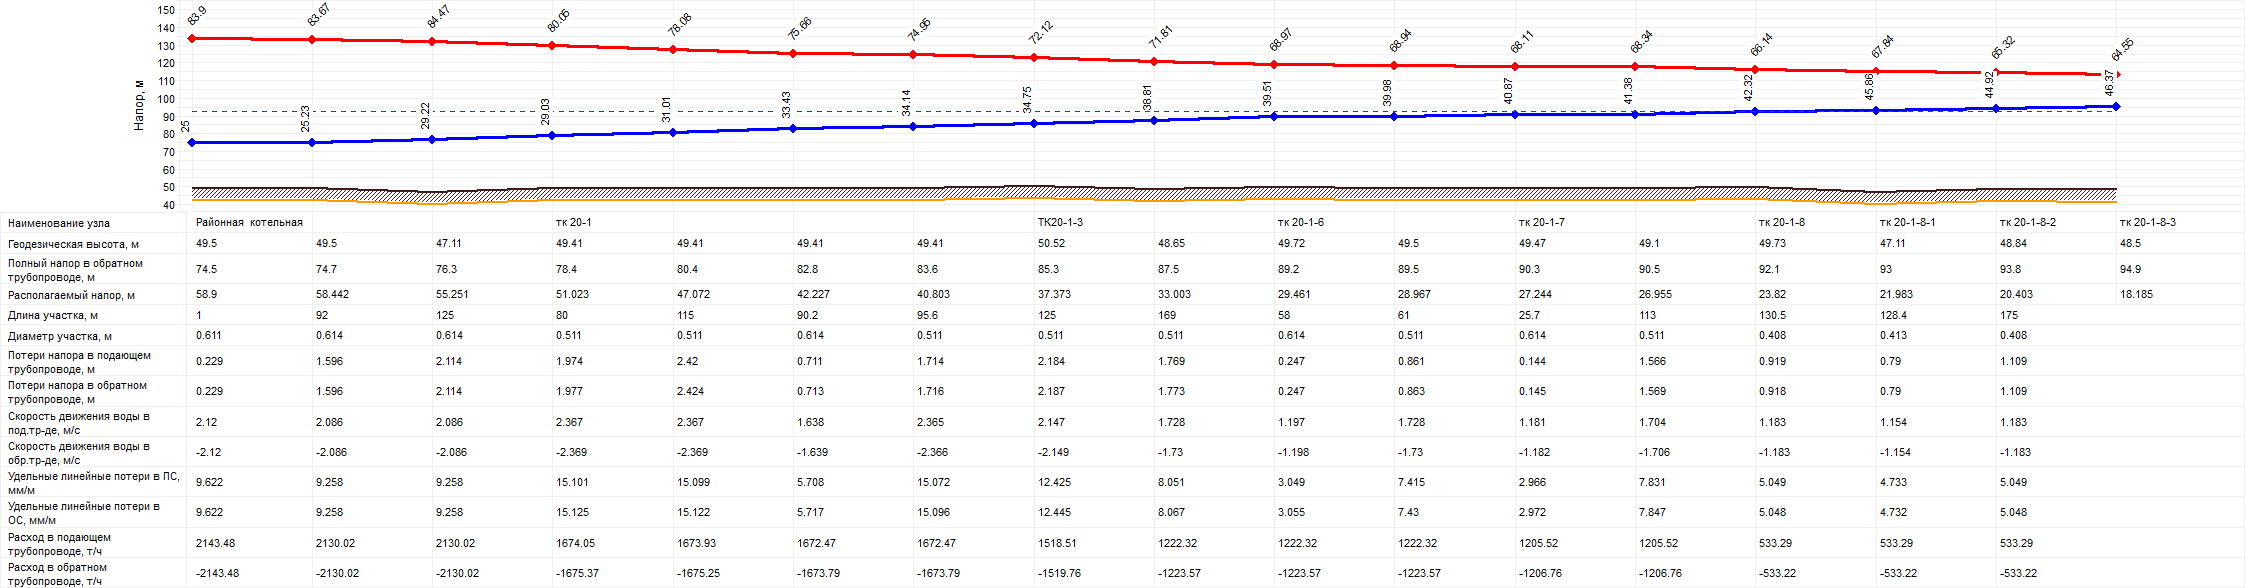 150
140
130
120
110
100
90
80
70
60
50
40
Напор, м
83.9 83.67 84.47 80.05 78.08 75.66 74.95 72.12 71.81 68.97 68.94 68.11 68.34 66.14 67.84 65.32 64.55
25 25.23 29.22 29.03 31.01 33.43 34.14 34.75 38.81 39.51 39.98 40.87 41.38 42.32 45.86 44.92 46.37
Наименование узла Районная котельная тк 20-1 ТК20-1-3 тк 20-1-6 тк 20-1-7 тк 20-1-8 тк 20-1-8-1 тк 20-1-8-2 тк 20-1-8-3
Геодезическая высота, м 49.5 49.5 47.11 49.41 49.41 49.41 49.41 50.52 48.65 49.72 49.5 49.47 49.1 49.73 47.11 48.84 48.5
Полный напор в обратном
трубопроводе, м 74.5 74.7 76.3 78.4 80.4 82.8 83.6 85.3 87.5 89.2 89.5 90.3 90.5 92.1 93 93.8 94.9
Располагаемый напор, м 58.9 58.442 55.251 51.023 47.072 42.227 40.803 37.373 33.003 29.461 28.967 27.244 26.955 23.82 21.983 20.403 18.185
Длина участка, м 1 92 125 80 115 90.2 95.6 125 169 58 61 25.7 113 130.5 128.4 175
Диаметр участка, м 0.611 0.614 0.614 0.511 0.511 0.614 0.511 0.511 0.511 0.614 0.511 0.614 0.511 0.408 0.413 0.408
Потери напора в подающем
трубопроводе, м 0.229 1.596 2.114 1.974 2.42 0.711 1.714 2.184 1.769 0.247 0.861 0.144 1.566 0.919 0.79 1.109
Потери напора в обратном
трубопроводе, м 0.229 1.596 2.114 1.977 2.424 0.713 1.716 2.187 1.773 0.247 0.863 0.145 1.569 0.918 0.79 1.109
Скорость движения воды в
под.тр-де, м/с 2.12 2.086 2.086 2.367 2.367 1.638 2.365 2.147 1.728 1.197 1.728 1.181 1.704 1.183 1.154 1.183
Скорость движения воды в
обр.тр-де, м/с -2.12 -2.086 -2.086 -2.369 -2.369 -1.639 -2.366 -2.149 -1.73 -1.198 -1.73 -1.182 -1.706 -1.183 -1.154 -1.183
Удельные линейные потери в ПС,
мм/м 9.622 9.258 9.258 15.101 15.099 5.708 15.072 12.425 8.051 3.049 7.415 2.966 7.831 5.049 4.733 5.049
Удельные линейные потери в
ОС, мм/м 9.622 9.258 9.258 15.125 15.122 5.717 15.096 12.445 8.067 3.055 7.43 2.972 7.847 5.048 4.732 5.048
Расход в подающем
трубопроводе, т/ч 2143.48 2130.02 2130.02 1674.05 1673.93 1672.47 1672.47 1518.51 1222.32 1222.32 1222.32 1205.52 1205.52 533.29 533.29 533.29
Расход в обратном
трубопроводе, т/ч -2143.48 -2130.02 -2130.02 -1675.37 -1675.25 -1673.79 -1673.79 -1519.76 -1223.57 -1223.57 -1223.57 -1206.76 -1206.76 -533.22 -533.22 -533.22